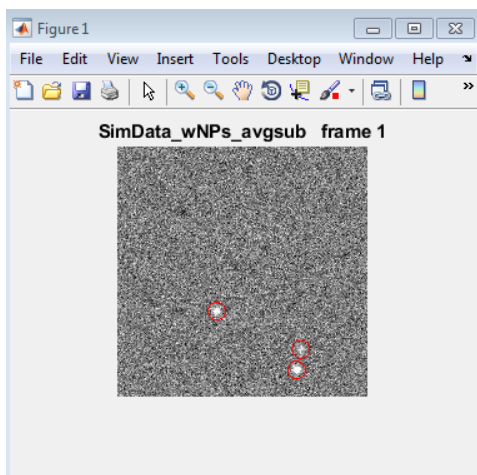 Figure 1
File Edit View Insert Tools Desktop Window Help
SimData_wNPs_avgsub frame 1